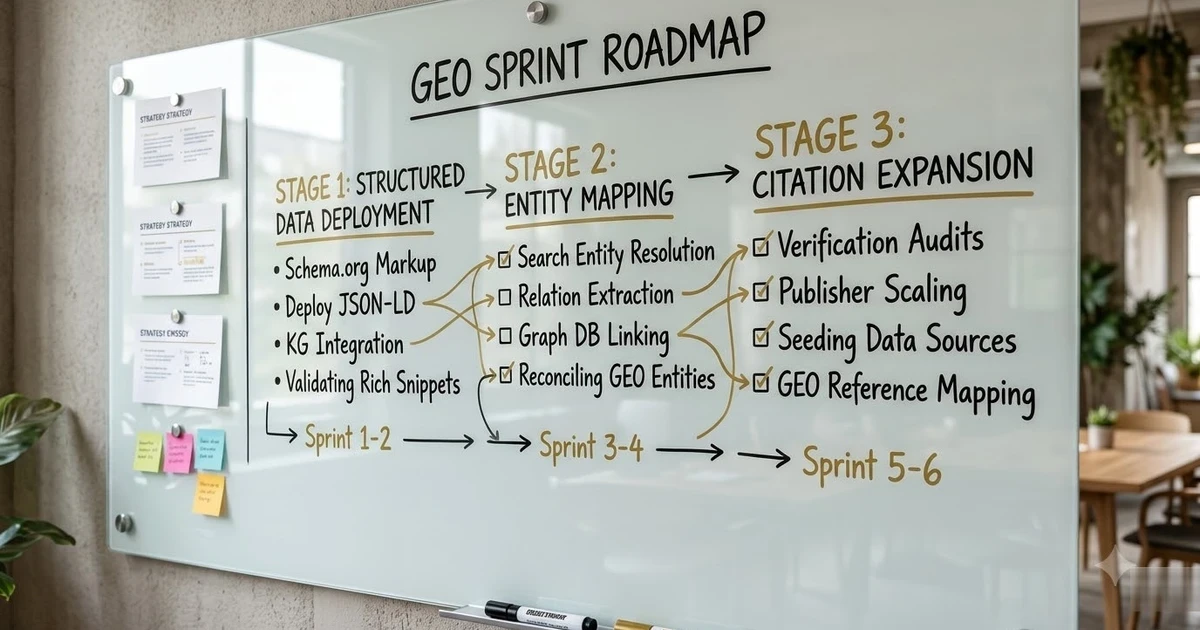 GEO SPRINT ROADMAP
STRATEGY STRATEGY
STRATEBY STRATEGY
STRATEGY
STAGE 1: STRUCTURED
DATA DEPLOYMENT
• Schema.org Markup
• Deploy JSON-LD
• KG Integration
• Validating Rich Snippets
Sprint 1-2
STAGE 2:
ENTITY MAPPING
Search Entity Resolution
Relation Extraction
Graph DB Linking
Reconciling GEO Entities
Sprint 3-4
STAGE 3:
CITATION EXPANSION
Verification Audits
Publisher Scaling
Seeding Data Sources
GEO Reference Mapping
Sprint 5-6